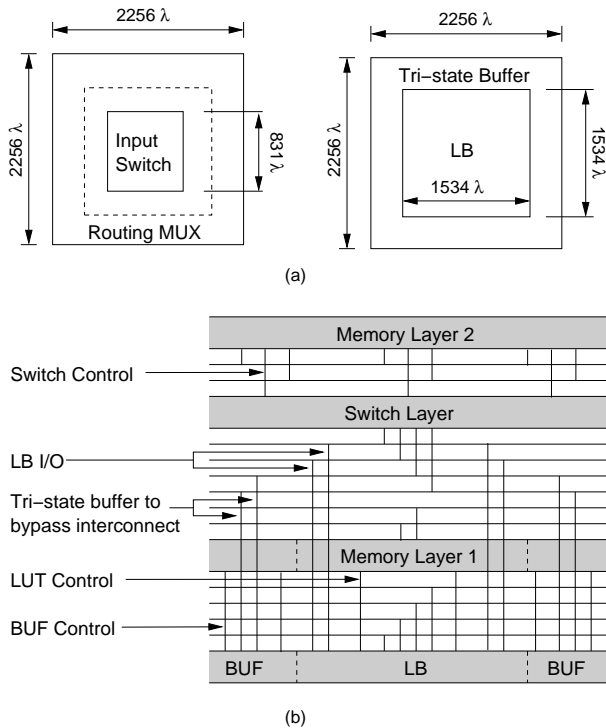 2256 λ
2256 λ
Input
Switch
831 λ
Routing MUX
2256 λ
2256 λ
Tri−state Buffer
LB
1534 λ
1534 λ
(a)
Memory Layer 2
Switch Control
Switch Layer
LB I/O
Tri−state buffer to
bypass interconnect
Memory Layer 1
LUT Control
BUF Control
BUF LB BUF
(b)